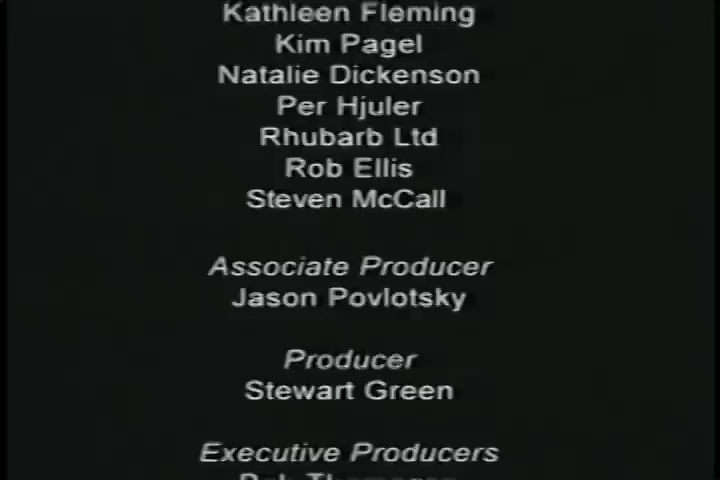 Kathleen Fleming
Kim Pagel
Natalie Dickenson
Per Hjuler
Rhubarb Ltd
Rob Ellis
Steven McCall
Associate Producer
Jason Povlotsky
Producer
Stewart Green
Executive Producers